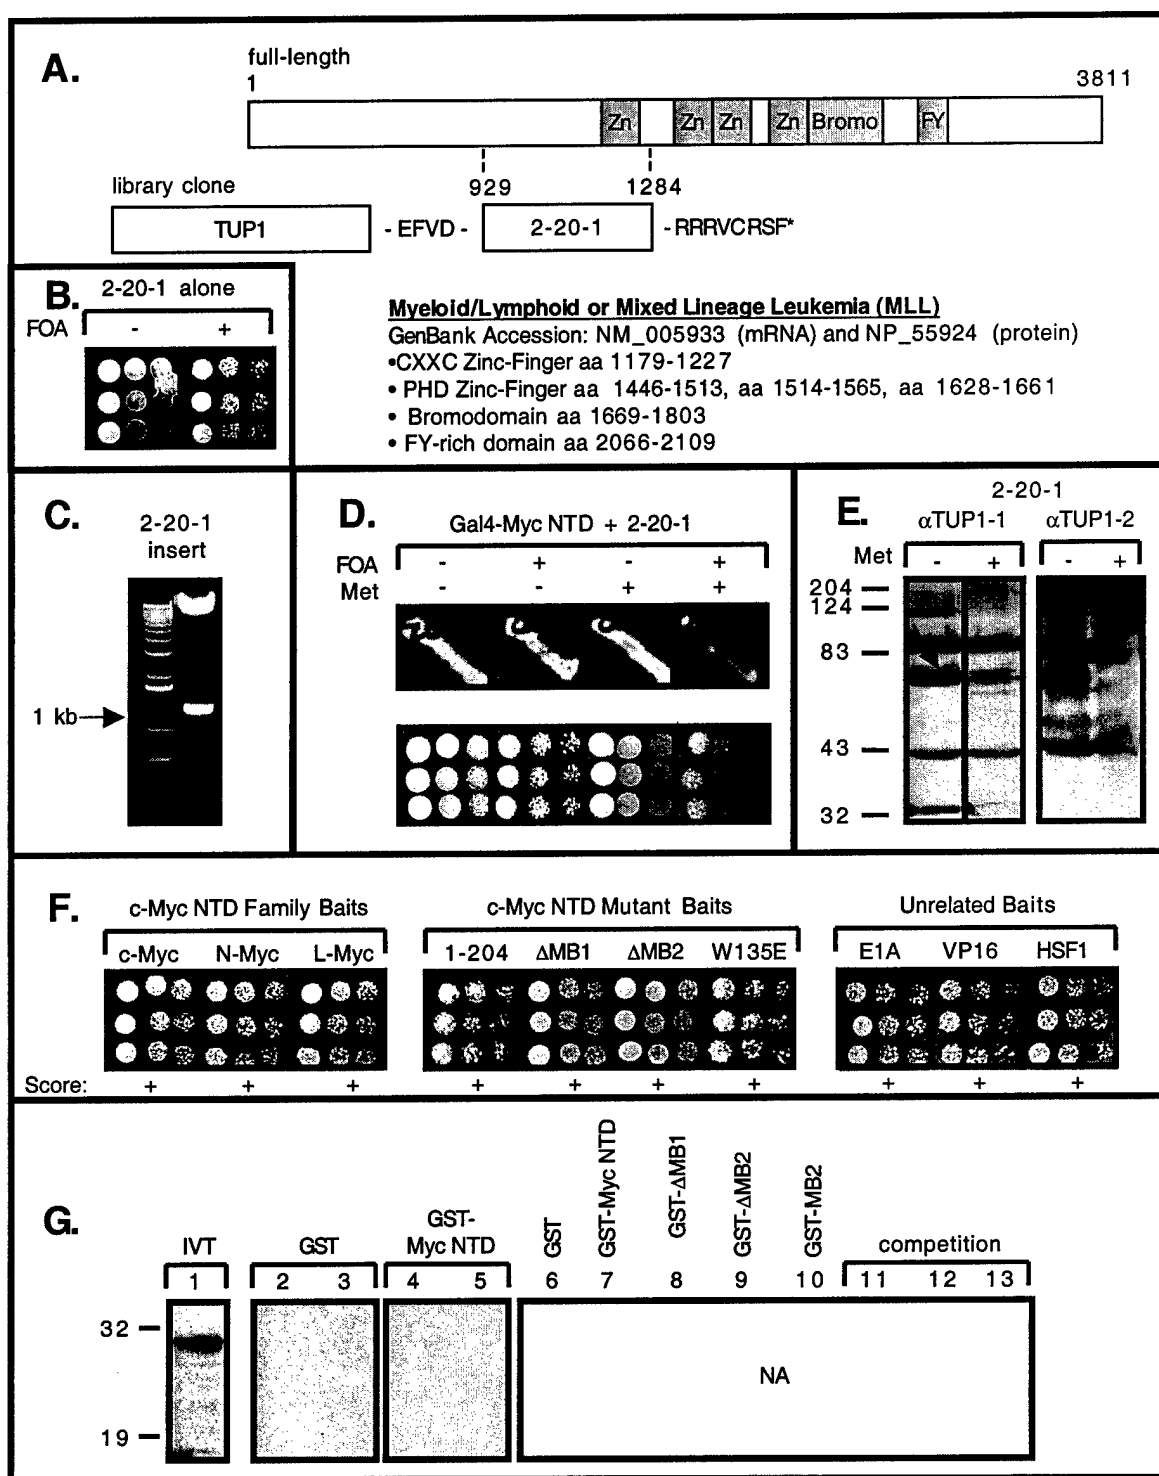 A.
full-length
1
3811
Zn
Zn
Zn
Zn
Bromo
FY
929
1284
library clone
TUP1
- EFVD -
2-20-1
- RRRVCRSF*
B.
2-20-1 alone
FOA
-
+
Myeloid/Lymphoid or Mixed Lineage Leukemia (MLL)
GenBank Accession: NM_005933 (mRNA) and NP_55924 (protein)
•CXXC Zinc-Finger aa 1179-1227
• PHD Zinc-Finger aa 1446-1513, aa 1514-1565, aa 1628-1661
• Bromodomain aa 1669-1803
• FY-rich domain aa 2066-2109
C.
2-20-1
insert
1 kb
D.
Gal4-Myc NTD + 2-20-1
FOA - + - +
Met - - + +
E.
2-20-1
αTUP1-1 αTUP1-2
Met - + - +
204
124
83
43
32
F.
c-Myc NTD Family Baits
c-Myc N-Myc L-Myc
c-Myc NTD Mutant Baits
1-204 ΔMB1 ΔMB2 W135E
Unrelated Baits
E1A VP16 HSF1
Score: + + + + + + + + + +
G.
IVT
1
GST
2 3
GST-
Myc NTD
4 5
GST
6
GST-Myc NTD
7
GST-ΔMB1
8
GST-ΔMB2
9
GST-MB2
10
competition
11 12 13
32
19
NA